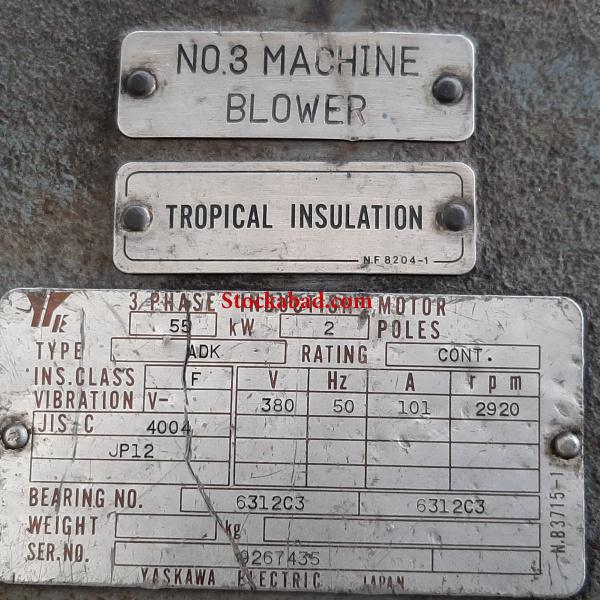 NO.3 MACHINE
BLOWER
TROPICAL INSULATION
N.F 8204-1
3 PHASE INDUCTION MOTOR
Stockabad.com
55 kW 2 POLES
TYPE ADK RATING CONT.
INS.CLASS F V Hz A rpm
VIBRATION V- 380 50 101 2920
JIS-C 4004
JP12
BEARING NO. 6312C3 6312C3
WEIGHT kg
SER.NO. 9267435
N.B3715-1
YASKAWA ELECTRIC JAPAN